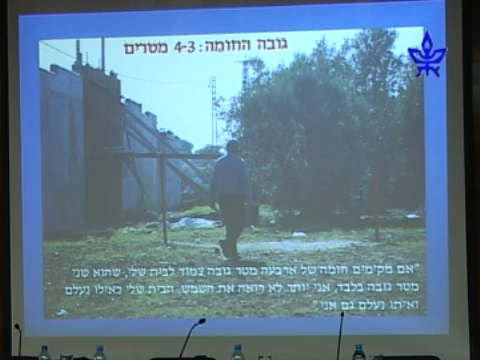 גובה החומה: 4-3 מטרים
"אם מקימים חומה של ארבעה מטר גובה צמוד לבית שלי, שהוא שני
מטר גובה בלבד, אני יותר לא רואה את השמש. הבית שלי כאילו נעלם
ואיתו נעלם גם אני."